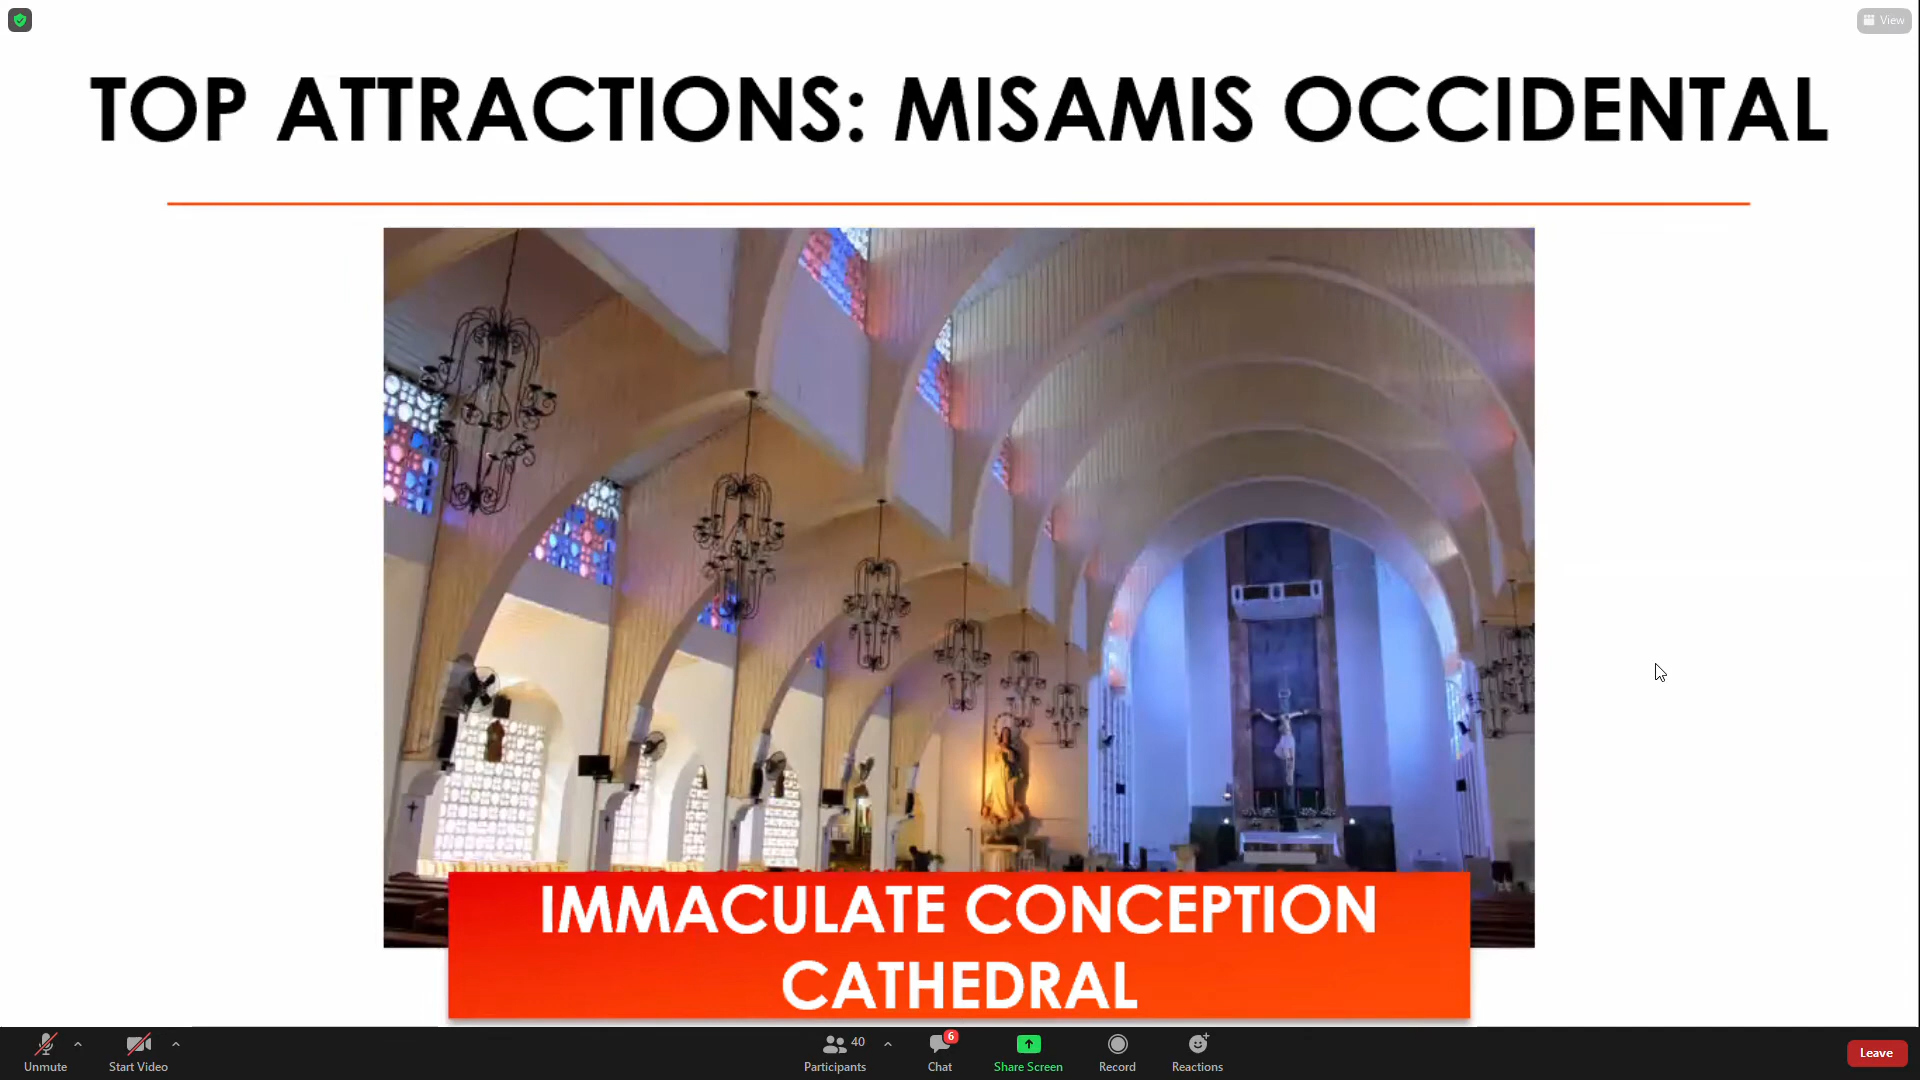 View
TOP ATTRACTIONS: MISAMIS OCCIDENTAL
IMMACULATE CONCEPTION
CATHEDRAL
Unmute
Start Video
40
Participants
6
Chat
Share Screen
Record
Reactions
Leave